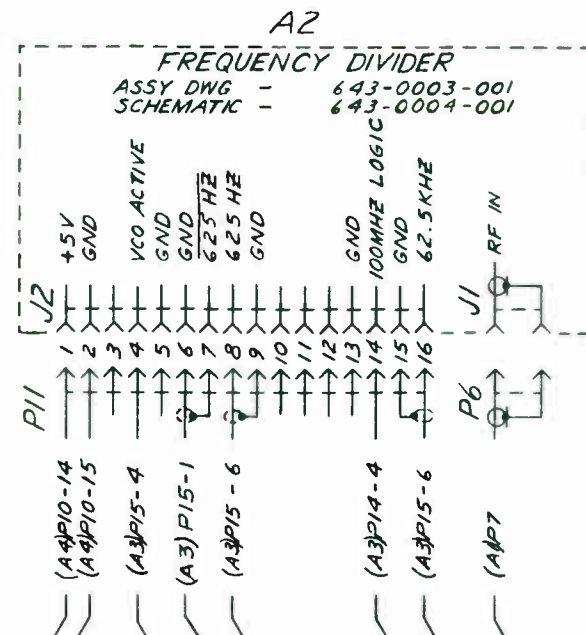 A2
FREQUENCY DIVIDER
ASSY DWG - 643-0003-001
SCHEMATIC - 643-0004-001
+5V
GND
VCO ACTIVE
GND
GND
625 HZ
625 HZ
GND
GND
100MHZ LOGIC
GND
62.5KHZ
RF IN
J2
J1
1 2 3 4 5 6 7 8 9 10 11 12 13 14 15 16
P11
P6
(A4)P10-14
(A4)P10-15
(A3)P15-4
(A3)P15-1
(A3)P15-6
(A3)P14-4
(A3)P15-6